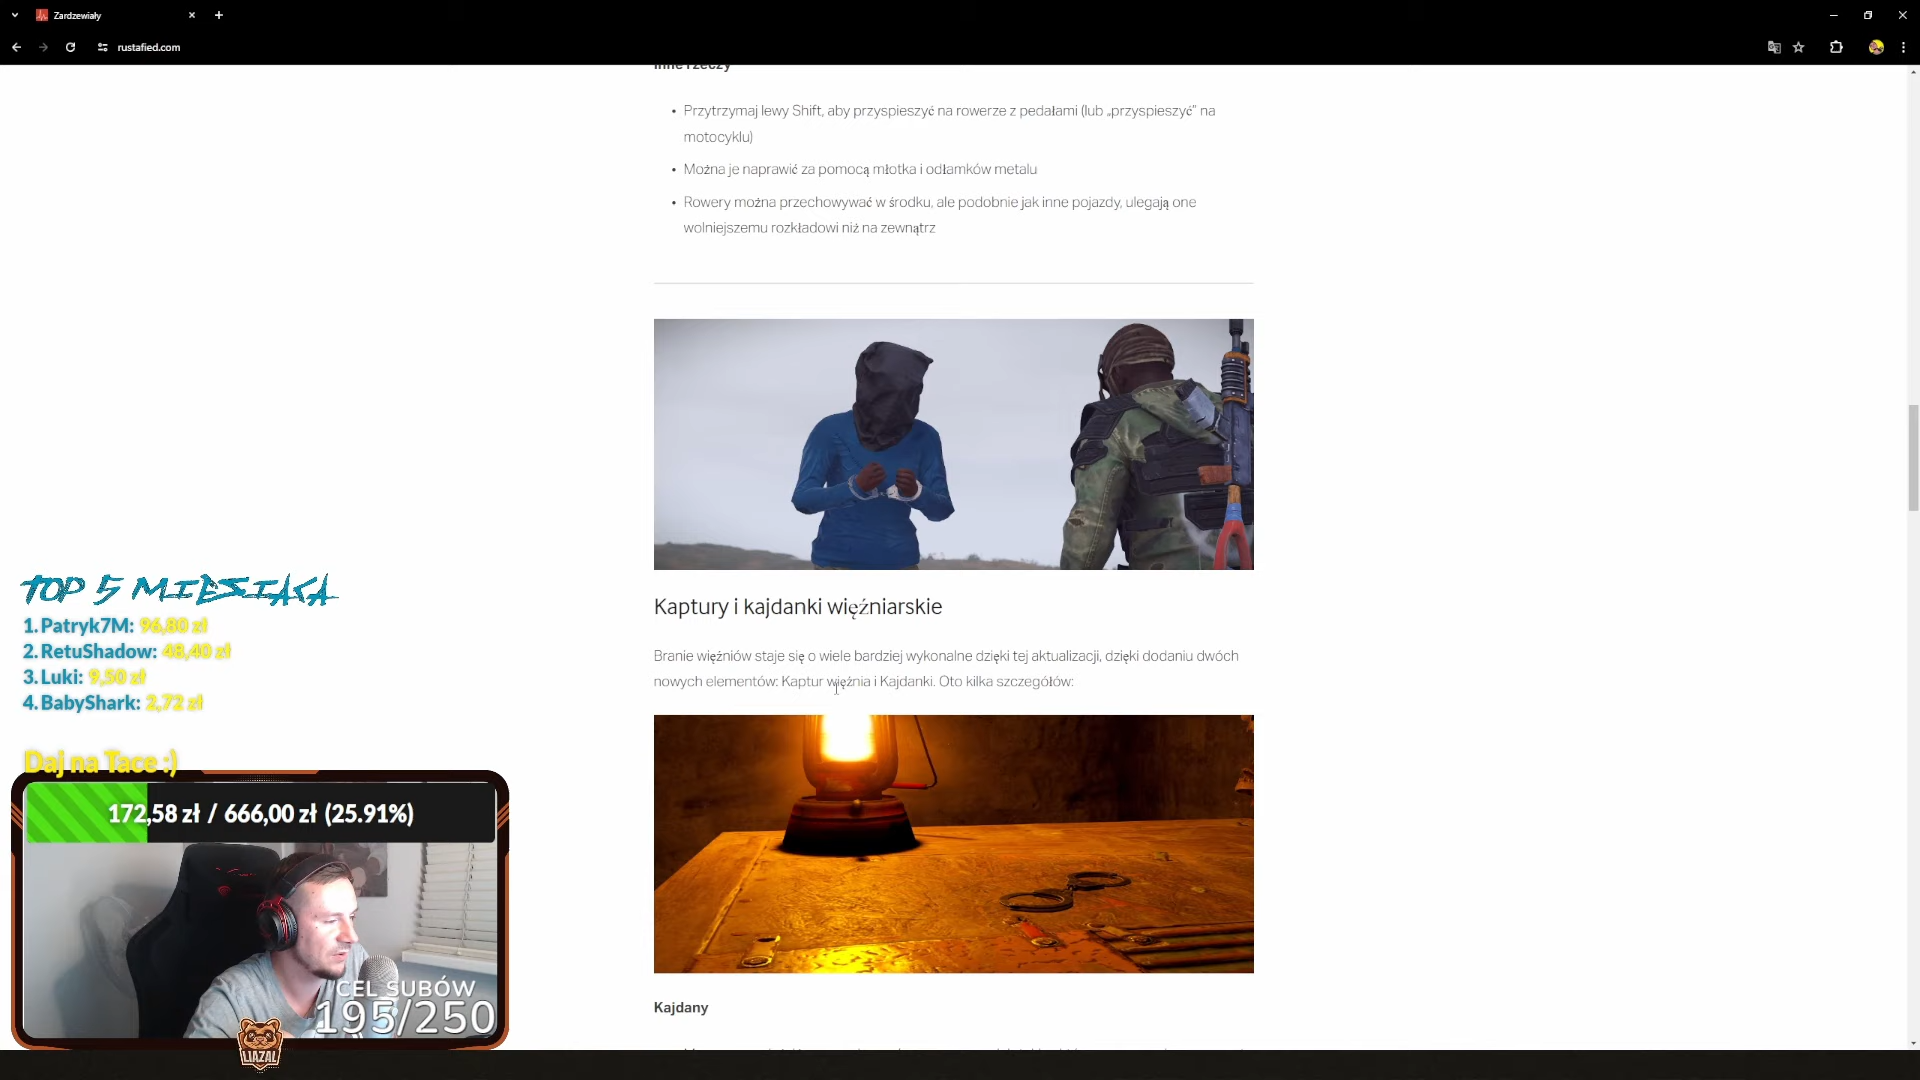 Zardzewiały
rustafied.com
Inne rzeczy
• Przytrzymaj lewy Shift, aby przyspieszyć na rowerze z pedałami (lub „przyspieszyć” na
motocyklu)
• Można je naprawić za pomocą młotka i odłamków metalu
• Rowery można przechowywać w środku, ale podobnie jak inne pojazdy, ulegają one
wolniejszemu rozkładowi niż na zewnątrz
Kaptury i kajdanki więźniarskie
Branie więźniów staje się o wiele bardziej wykonalne dzięki tej aktualizacji, dzięki dodaniu dwóch
nowych elementów: Kaptur więźnia i Kajdanki. Oto kilka szczegółów:
Kajdany
TOP 5 MIESIACA
1. Patryk7M: 96,80 zł
2. RetuShadow: 48,40 zł
3. Luki: 9,50 zł
4. BabyShark: 2,72 zł
Daj na Tace :)
172,58 zł / 666,00 zł (25.91%)
CEL SUBÓW
195/250
LIAZAL